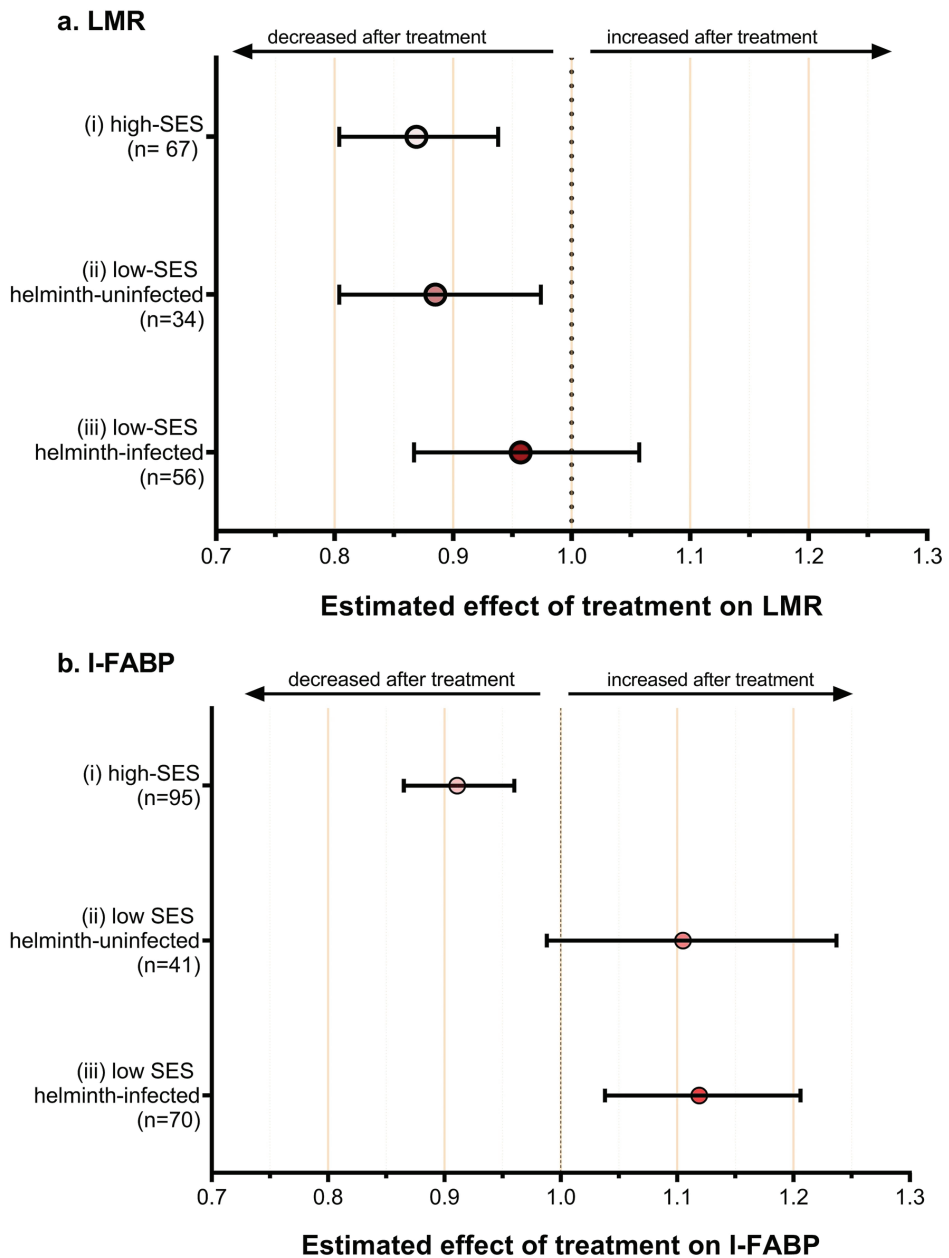 a. LMR
decreased after treatment
increased after treatment
(i) high-SES
(n= 67)
(ii) low-SES
helminth-uninfected
(n=34)
(iii) low-SES
helminth-infected
(n=56)
0.7 0.8 0.9 1.0 1.1 1.2 1.3
Estimated effect of treatment on LMR
b. I-FABP
decreased after treatment
increased after treatment
(i) high-SES
(n=95)
(ii) low SES
helminth-uninfected
(n=41)
(iii) low SES
helminth-infected
(n=70)
0.7 0.8 0.9 1.0 1.1 1.2 1.3
Estimated effect of treatment on I-FABP